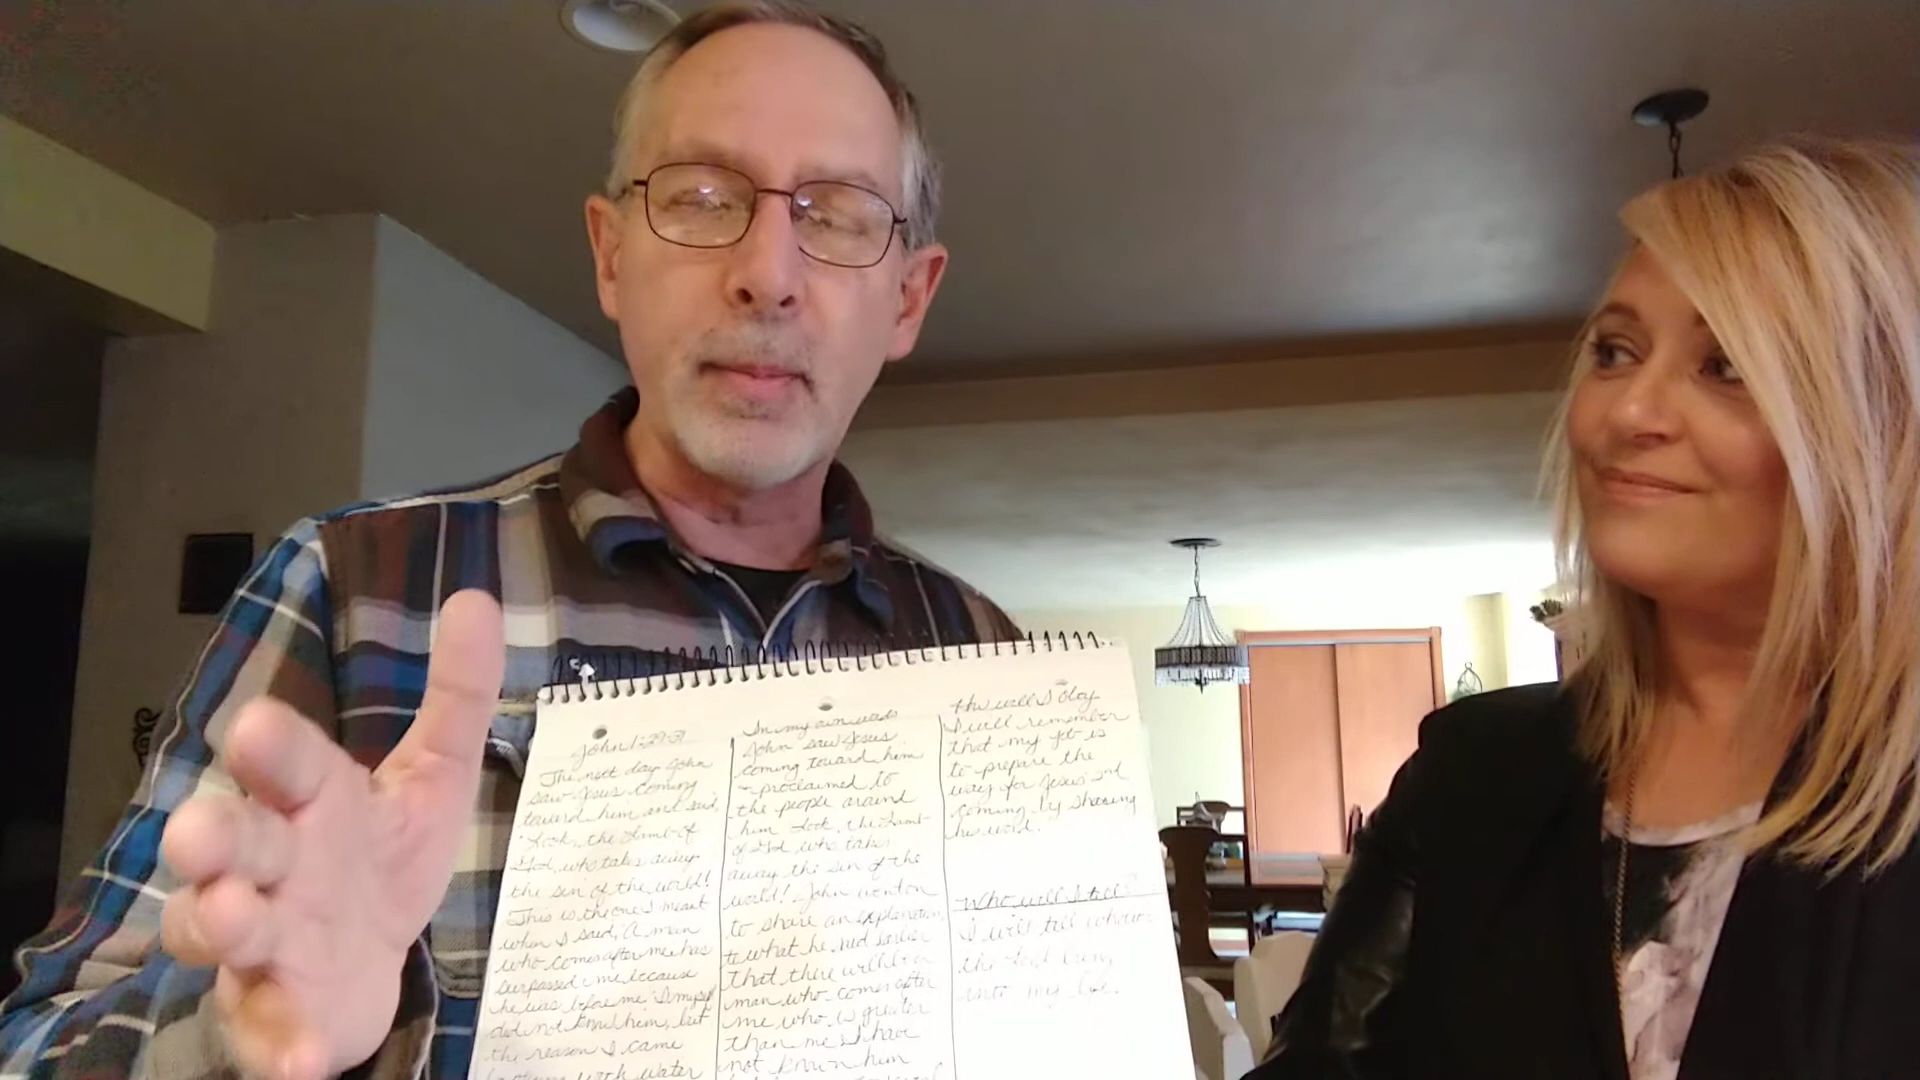 John 1:29-31
The next day John
saw Jesus coming
toward him and said,
"Look, the Lamb of
God, who takes away
the sin of the world!
This is the one I meant
when I said, 'A man
who comes after me has
surpassed me because
he was before me.' I myself
did not know him, but
the reason I came
with water
In my own words
John saw Jesus
coming toward him
proclaimed to
the people around
him Look, the Lamb
of God who takes
away the sin of the
world! John
to share an explanation
to what he had earlier
that there will be a
man who comes after
me who is greater
than me I have
not known him
How will I obey
I will remember
that my job is
to prepare the
way for Jesus 2nd
coming by sharing
his word.
Who will I tell?
I will tell
the
into my life.